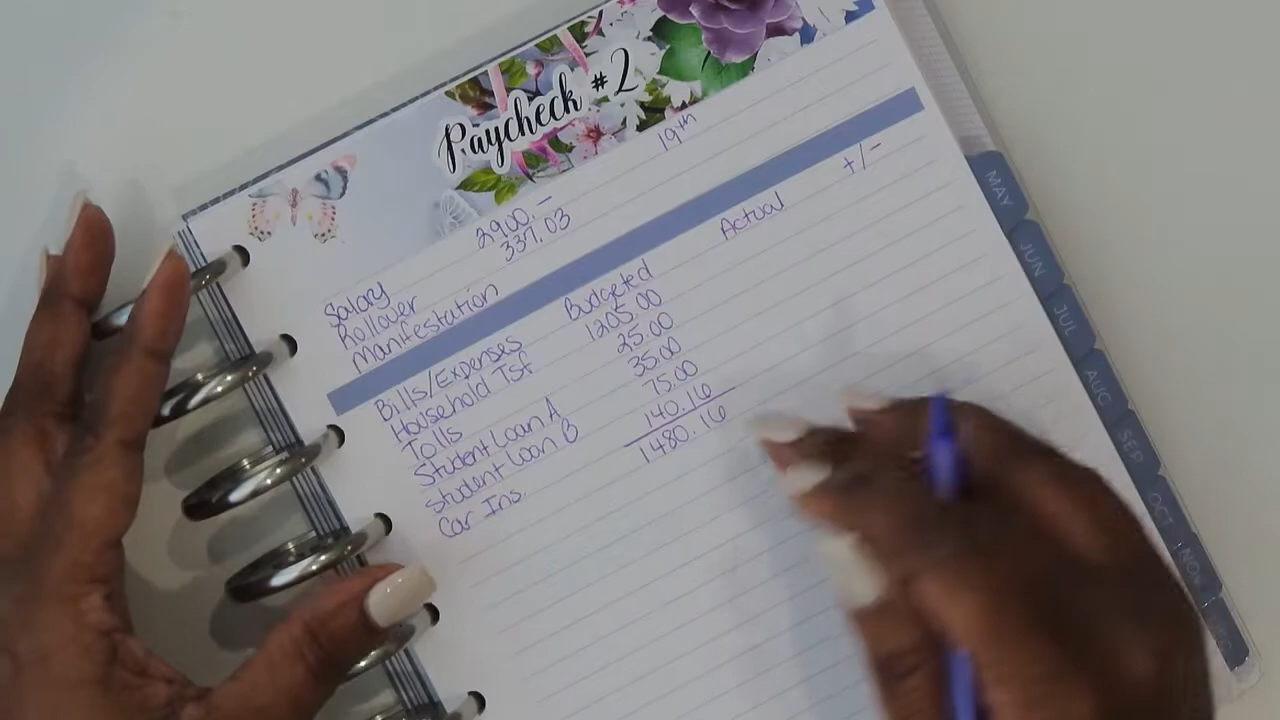 Paycheck #2
19th
Salary 2900.-
Rollover 337.03
Manifestation
Bills/Expenses Budgeted Actual +/-
Household Tsf 1205.00
Tolls 25.00
Student Loan A 35.00
Student Loan B 75.00
Car Ins. 140.16
1480.16
MAY
JUN
JUL
AUG
SEP
OCT
NOV